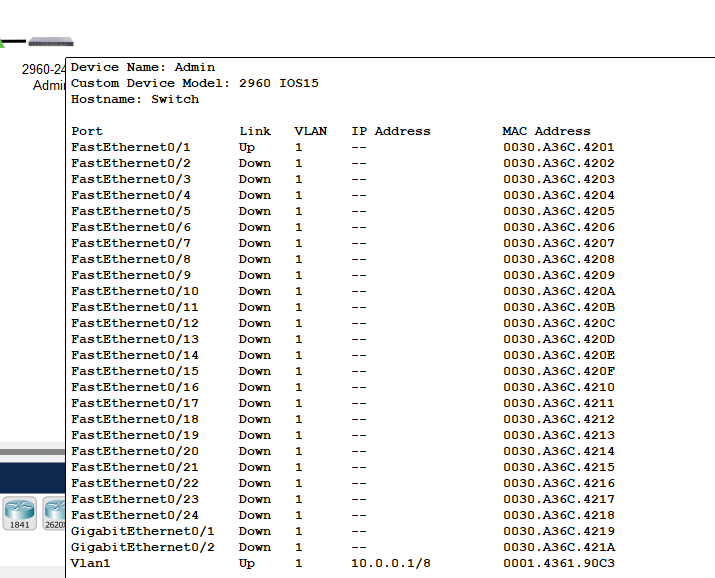 2960-24
Admin
Device Name: Admin
Custom Device Model: 2960 IOS15
Hostname: Switch
Port Link VLAN IP Address MAC Address
FastEthernet0/1 Up 1 -- 0030.A36C.4201
FastEthernet0/2 Down 1 -- 0030.A36C.4202
FastEthernet0/3 Down 1 -- 0030.A36C.4203
FastEthernet0/4 Down 1 -- 0030.A36C.4204
FastEthernet0/5 Down 1 -- 0030.A36C.4205
FastEthernet0/6 Down 1 -- 0030.A36C.4206
FastEthernet0/7 Down 1 -- 0030.A36C.4207
FastEthernet0/8 Down 1 -- 0030.A36C.4208
FastEthernet0/9 Down 1 -- 0030.A36C.4209
FastEthernet0/10 Down 1 -- 0030.A36C.420A
FastEthernet0/11 Down 1 -- 0030.A36C.420B
FastEthernet0/12 Down 1 -- 0030.A36C.420C
FastEthernet0/13 Down 1 -- 0030.A36C.420D
FastEthernet0/14 Down 1 -- 0030.A36C.420E
FastEthernet0/15 Down 1 -- 0030.A36C.420F
FastEthernet0/16 Down 1 -- 0030.A36C.4210
FastEthernet0/17 Down 1 -- 0030.A36C.4211
FastEthernet0/18 Down 1 -- 0030.A36C.4212
FastEthernet0/19 Down 1 -- 0030.A36C.4213
FastEthernet0/20 Down 1 -- 0030.A36C.4214
FastEthernet0/21 Down 1 -- 0030.A36C.4215
FastEthernet0/22 Down 1 -- 0030.A36C.4216
FastEthernet0/23 Down 1 -- 0030.A36C.4217
FastEthernet0/24 Down 1 -- 0030.A36C.4218
GigabitEthernet0/1 Down 1 -- 0030.A36C.4219
GigabitEthernet0/2 Down 1 -- 0030.A36C.421A
Vlan1 Up 1 10.0.0.1/8 0001.4361.90C3
1841 2620X